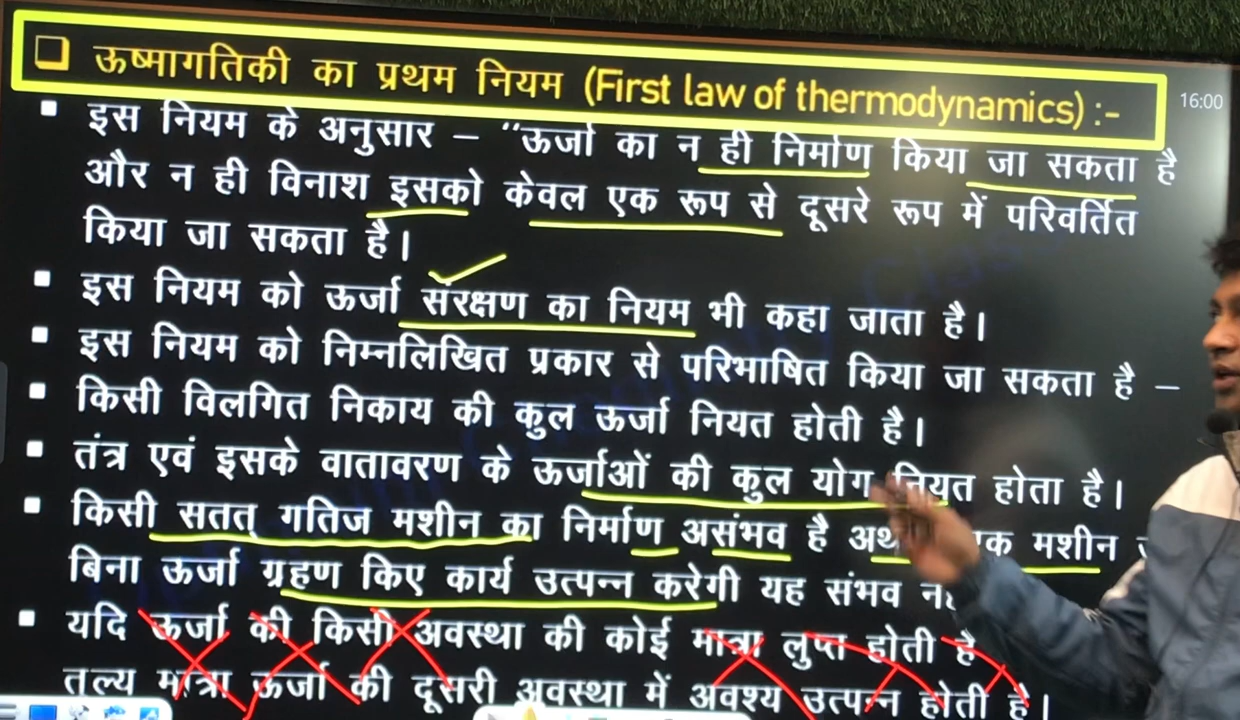 ❑ ऊष्मागतिकी का प्रथम नियम (First law of thermodynamics) :-
16:00
▪ इस नियम के अनुसार – "ऊर्जा का न ही निर्माण किया जा सकता है
और न ही विनाश इसको केवल एक रूप से दूसरे रूप में परिवर्तित
किया जा सकता है।
▪ इस नियम को ऊर्जा संरक्षण का नियम भी कहा जाता है।
▪ इस नियम को निम्नलिखित प्रकार से परिभाषित किया जा सकता है –
▪ किसी विलगित निकाय की कुल ऊर्जा नियत होती है।
▪ तंत्र एवं इसके वातावरण के ऊर्जाओं की कुल योग नियत होता है।
▪ किसी सतत् गतिज मशीन का निर्माण असंभव है मशीन
बिना ऊर्जा ग्रहण किए कार्य उत्पन्न करेगी यह संभव
▪ यदि ऊर्जा की किसी अवस्था की कोई मात्रा लुप्त होती है
तुल्य मात्रा ऊर्जा की दूसरी अवस्था में अवश्य उत्पन्न होती है।